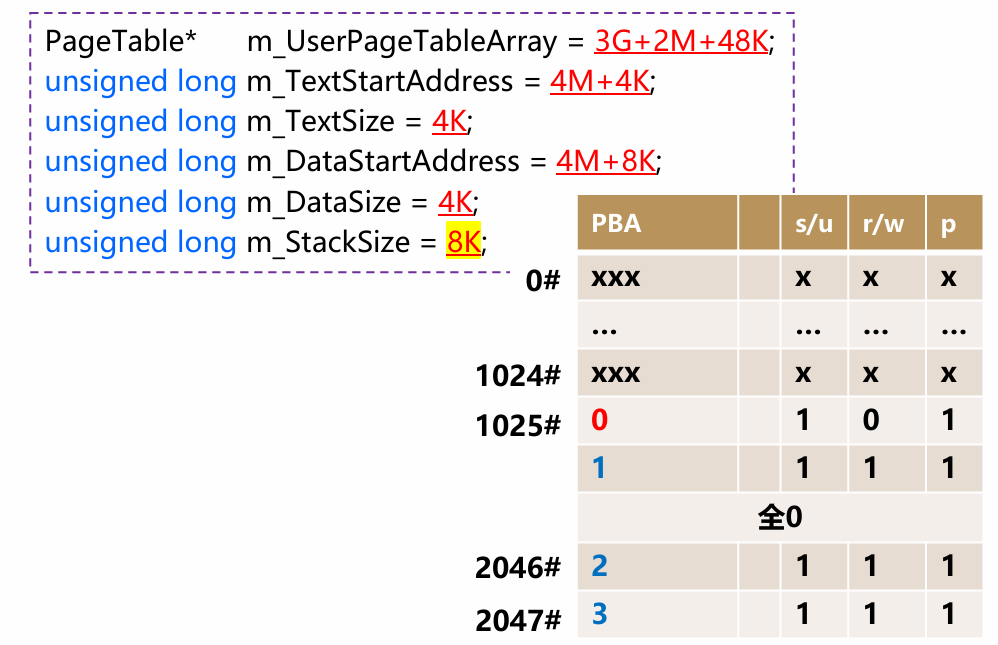 PageTable* m_UserPageTableArray = 3G+2M+48K;
unsigned long m_TextStartAddress = 4M+4K;
unsigned long m_TextSize = 4K;
unsigned long m_DataStartAddress = 4M+8K;
unsigned long m_DataSize = 4K;
unsigned long m_StackSize = 8K;
PBA s/u r/w p
0# xxx x x x
... ... ... ...
1024# xxx x x x
1025# 0 1 0 1
1 1 1 1
全0
2046# 2 1 1 1
2047# 3 1 1 1